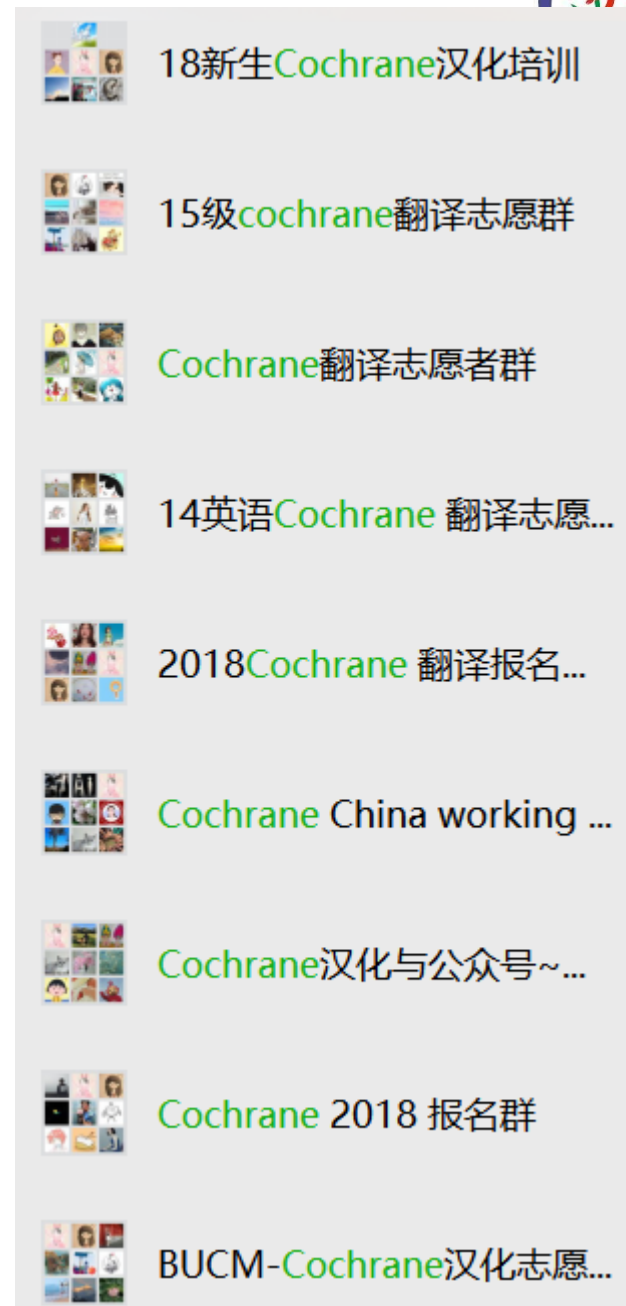 18新生Cochrane汉化培训
15级cochrane翻译志愿群
Cochrane翻译志愿者群
14英语Cochrane 翻译志愿...
2018Cochrane 翻译报名...
Cochrane China working ...
Cochrane汉化与公众号~...
Cochrane 2018 报名群
BUCM-Cochrane汉化志愿...